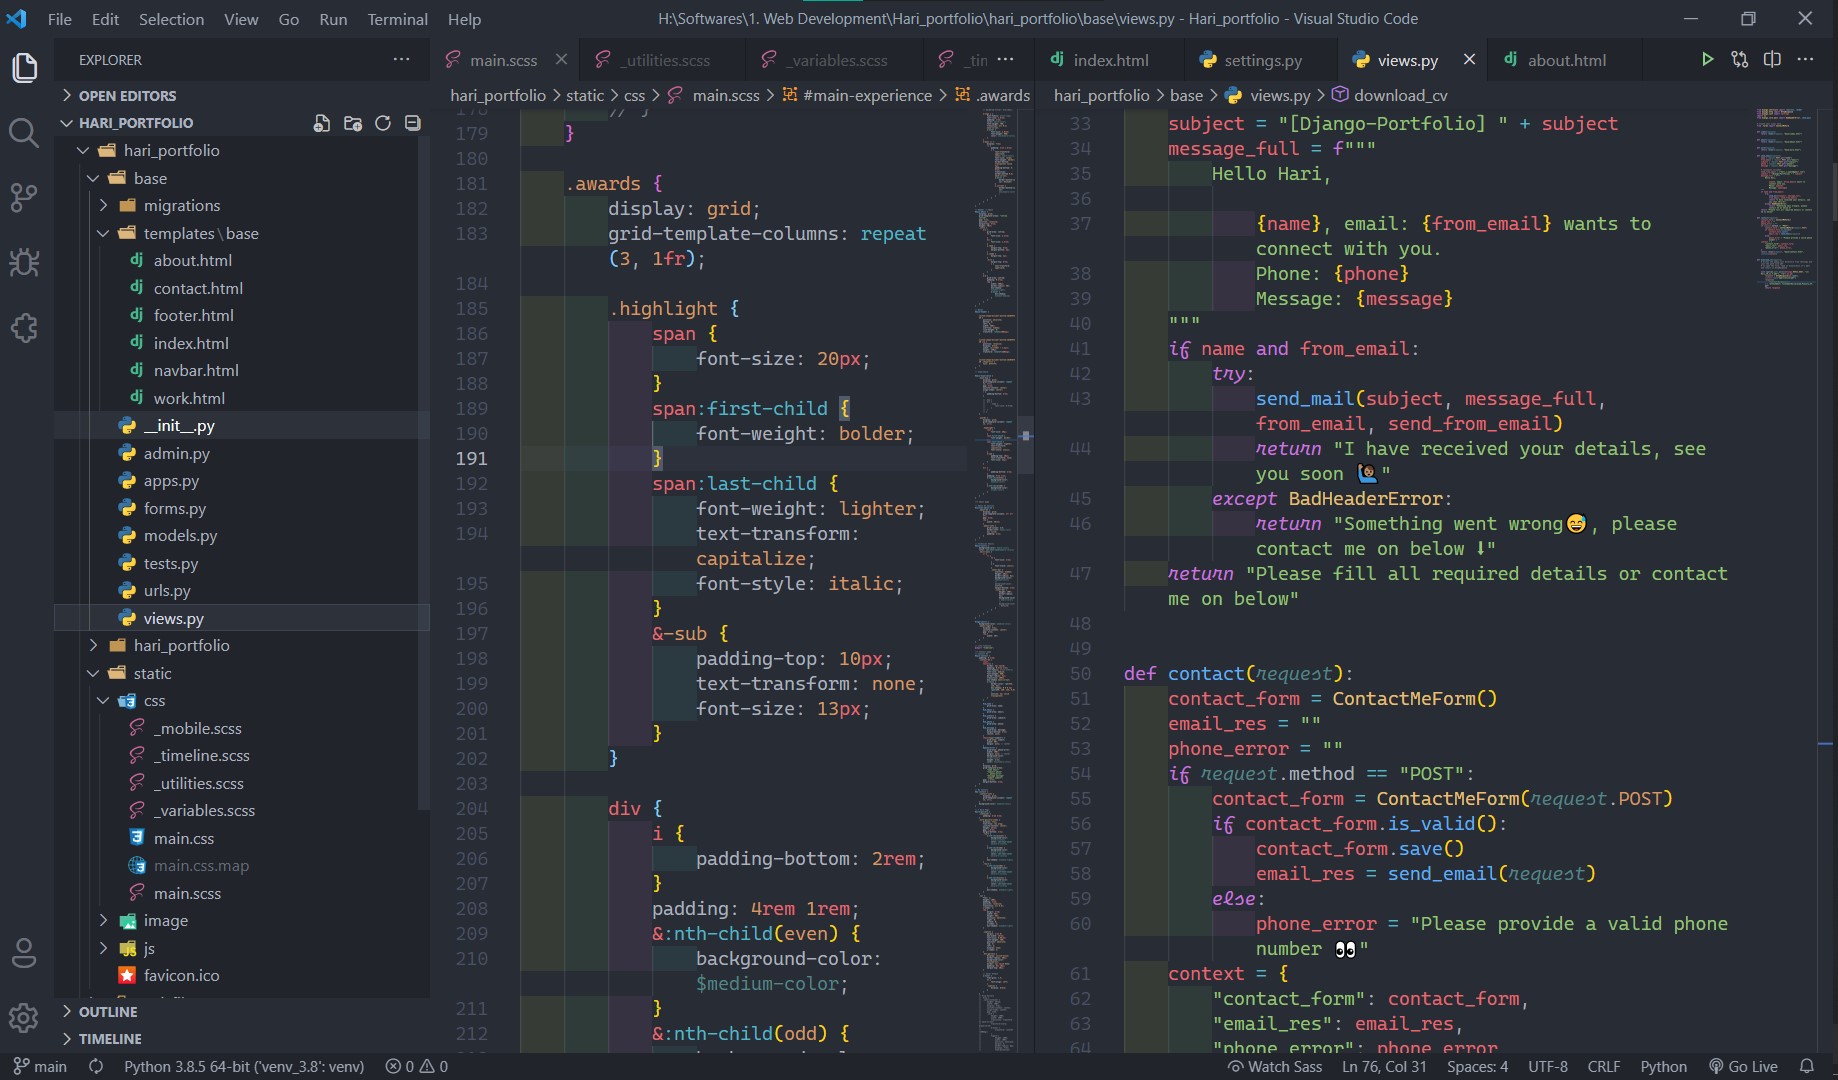 File Edit Selection View Go Run Terminal Help
H:\Softwares\1. Web Development\Hari_portfolio\hari_portfolio\base\views.py - Hari_portfolio - Visual Studio Code
EXPLORER
OPEN EDITORS
HARI_PORTFOLIO
hari_portfolio
base
migrations
templates\base
about.html
contact.html
footer.html
index.html
navbar.html
work.html
__init__.py
admin.py
apps.py
forms.py
models.py
tests.py
urls.py
views.py
hari_portfolio
static
css
_mobile.scss
_timeline.scss
_utilities.scss
_variables.scss
main.css
main.css.map
main.scss
image
js
favicon.ico
OUTLINE
TIMELINE
main.scss _utilities.scss _variables.scss
hari_portfolio > static > css > main.scss > #main-experience > .awards
178 // }
179 }
180
181 .awards {
182 display: grid;
183 grid-template-columns: repeat
(3, 1fr);
184
185 .highlight {
186 span {
187 font-size: 20px;
188 }
189 span:first-child {
190 font-weight: bolder;
191 }
192 span:last-child {
193 font-weight: lighter;
194 text-transform:
capitalize;
195 font-style: italic;
196 }
197 &-sub {
198 padding-top: 10px;
199 text-transform: none;
200 font-size: 13px;
201 }
202 }
203
204 div {
205 i {
206 padding-bottom: 2rem;
207 }
208 padding: 4rem 1rem;
209 &:nth-child(even) {
210 background-color:
$medium-color;
211 }
212 &:nth-child(odd) {
index.html settings.py views.py about.html
hari_portfolio > base > views.py > download_cv
33 subject = "[Django-Portfolio] " + subject
34 message_full = f"""
35 Hello Hari,
36
37 {name}, email: {from_email} wants to
connect with you.
38 Phone: {phone}
39 Message: {message}
40 """
41 if name and from_email:
42 try:
43 send_mail(subject, message_full,
from_email, send_from_email)
44 return "I have received your details, see
you soon 🙋🏽‍♂️"
45 except BadHeaderError:
46 return "Something went wrong😅, please
contact me on below ⬇"
47 return "Please fill all required details or contact
me on below"
48
49
50 def contact(request):
51 contact_form = ContactMeForm()
52 email_res = ""
53 phone_error = ""
54 if request.method == "POST":
55 contact_form = ContactMeForm(request.POST)
56 if contact_form.is_valid():
57 contact_form.save()
58 email_res = send_email(request)
59 else:
60 phone_error = "Please provide a valid phone
number 👀"
61 context = {
62 "contact_form": contact_form,
63 "email_res": email_res,
64 "phone_error": phone_error
main Python 3.8.5 64-bit ('venv_3.8': venv) 0 0
Watch Sass Ln 76, Col 31 Spaces: 4 UTF-8 CRLF Python Go Live